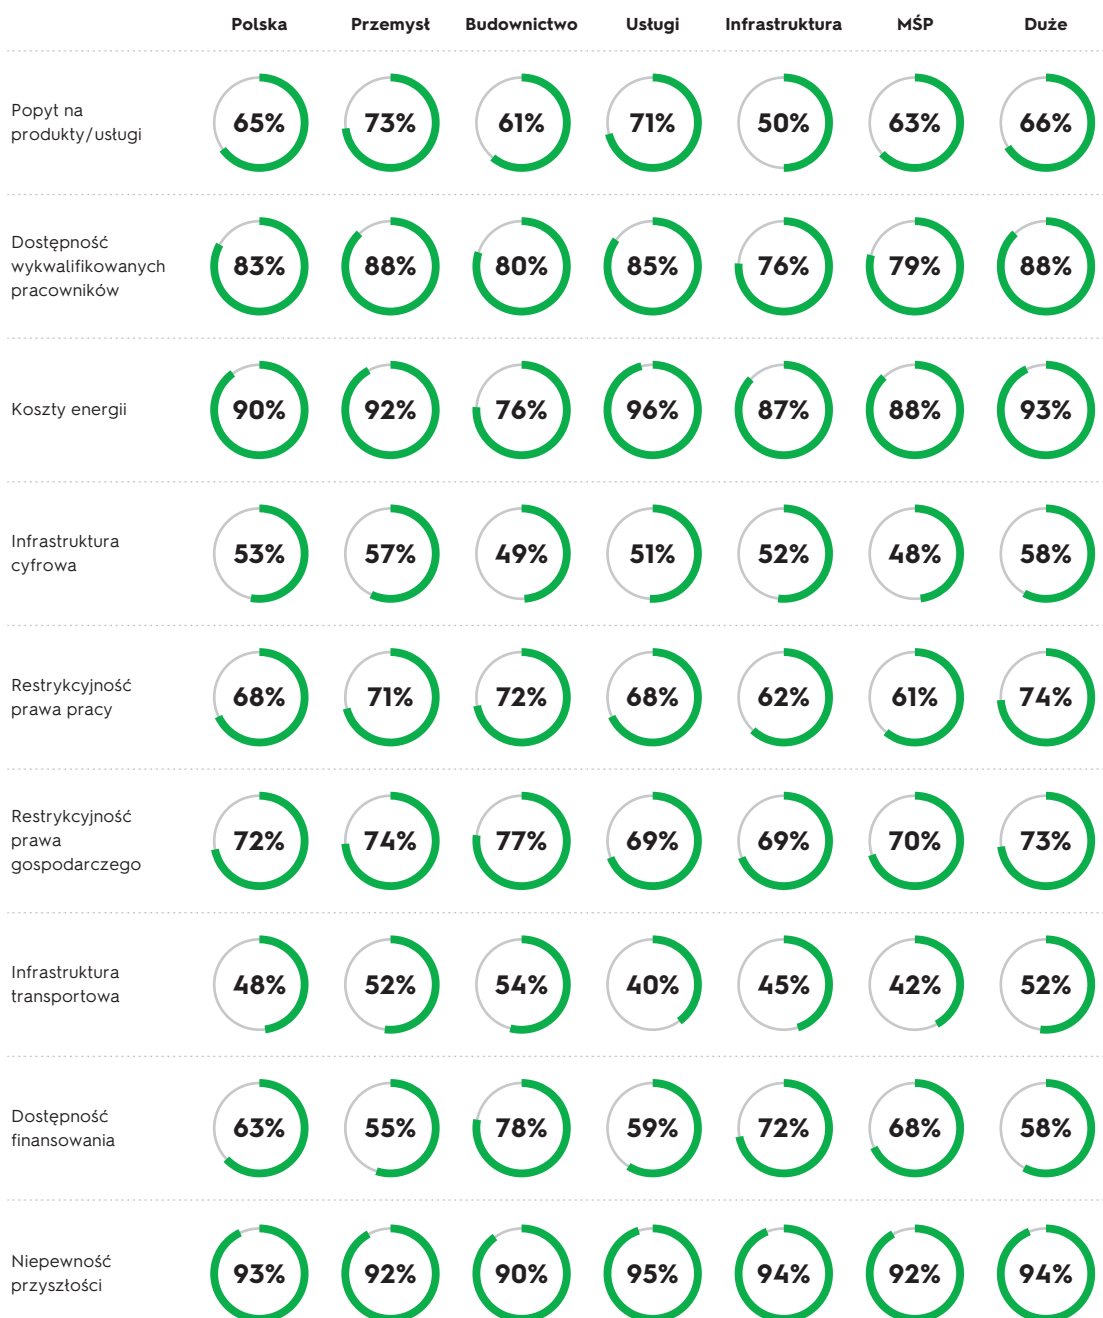 Polska Przemysł Budownictwo Usługi Infrastruktura MŚP Duże
Popyt na
produkty/usługi
65% 73% 61% 71% 50% 63% 66%
Dostępność
wykwalifikowanych
pracowników
83% 88% 80% 85% 76% 79% 88%
Koszty energii
90% 92% 76% 96% 87% 88% 93%
Infrastruktura
cyfrowa
53% 57% 49% 51% 52% 48% 58%
Restrykcyjność
prawa pracy
68% 71% 72% 68% 62% 61% 74%
Restrykcyjność
prawa
gospodarczego
72% 74% 77% 69% 69% 70% 73%
Infrastruktura
transportowa
48% 52% 54% 40% 45% 42% 52%
Dostępność
finansowania
63% 55% 78% 59% 72% 68% 58%
Niepewność
przyszłości
93% 92% 90% 95% 94% 92% 94%